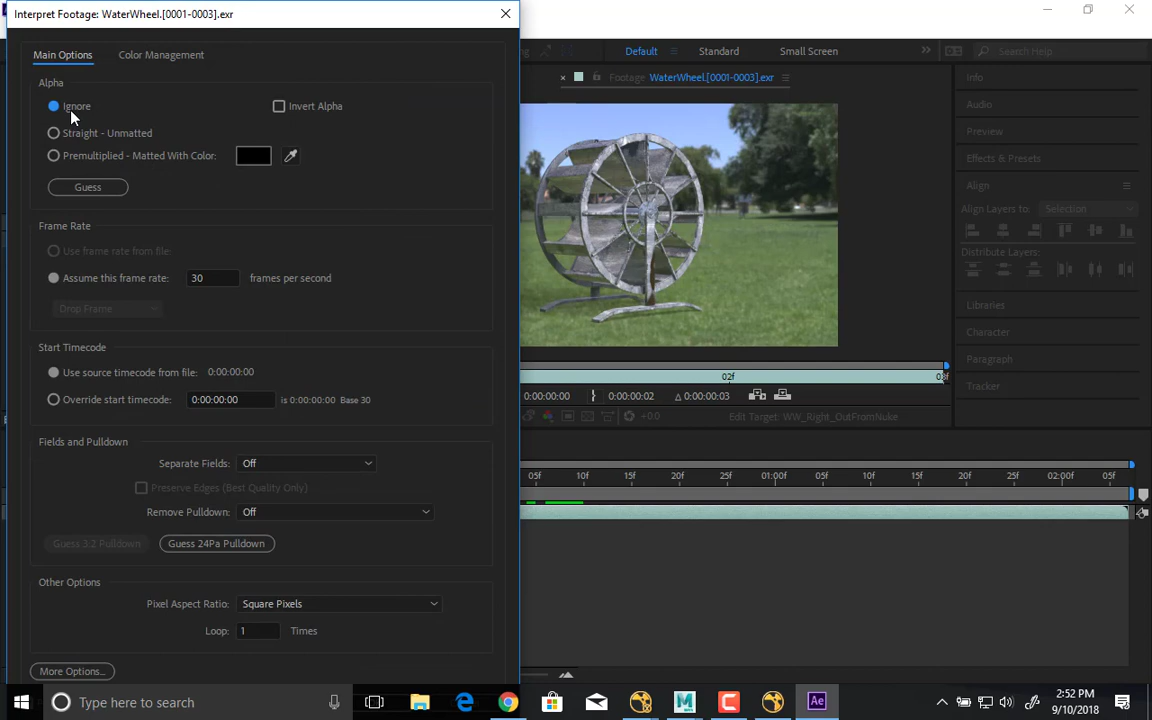 Interpret Footage: WaterWheel.[0001-0003].exr
Main Options Color Management
Default Standard Small Screen Search Help
Footage WaterWheel.[0001-0003].exr
Info
Alpha
Ignore Invert Alpha
Audio
Straight - Unmatted
Preview
Premultiplied - Matted With Color:
Effects & Presets
Guess
Align
Align Layers to: Selection
Frame Rate
Use frame rate from file:
Distribute Layers:
Assume this frame rate: 30 frames per second
Drop Frame
Libraries
Character
Start Timecode
Paragraph
Use source timecode from file: 0:00:00:00
02f
Tracker
Override start timecode: 0:00:00:00 is 0:00:00:00 Base 30
0:00:00:00 0:00:00:02 Δ 0:00:00:03
+0.0 Edit Target: WW_Right_OutFromNuke
Fields and Pulldown
Separate Fields: Off
05f 10f 15f 20f 25f 01:00f 05f 10f 15f 20f 25f 02:00f 05f
Preserve Edges (Best Quality Only)
Remove Pulldown: Off
Guess 3:2 Pulldown Guess 24Pa Pulldown
Other Options
Pixel Aspect Ratio: Square Pixels
Loop: 1 Times
More Options...
Type here to search
Ae
2:52 PM
9/10/2018